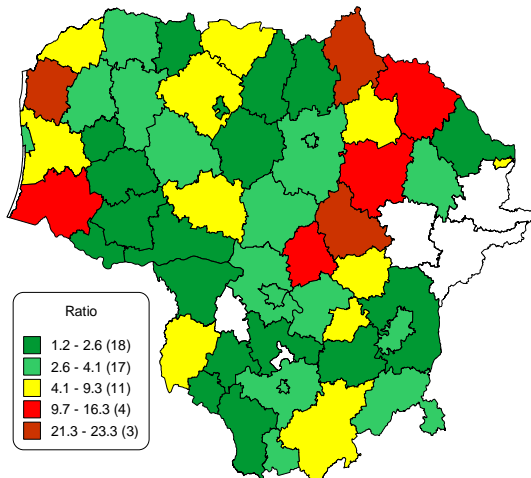 Ratio
1.2 - 2.6 (18)
2.6 - 4.1 (17)
4.1 - 9.3 (11)
9.7 - 16.3 (4)
21.3 - 23.3 (3)